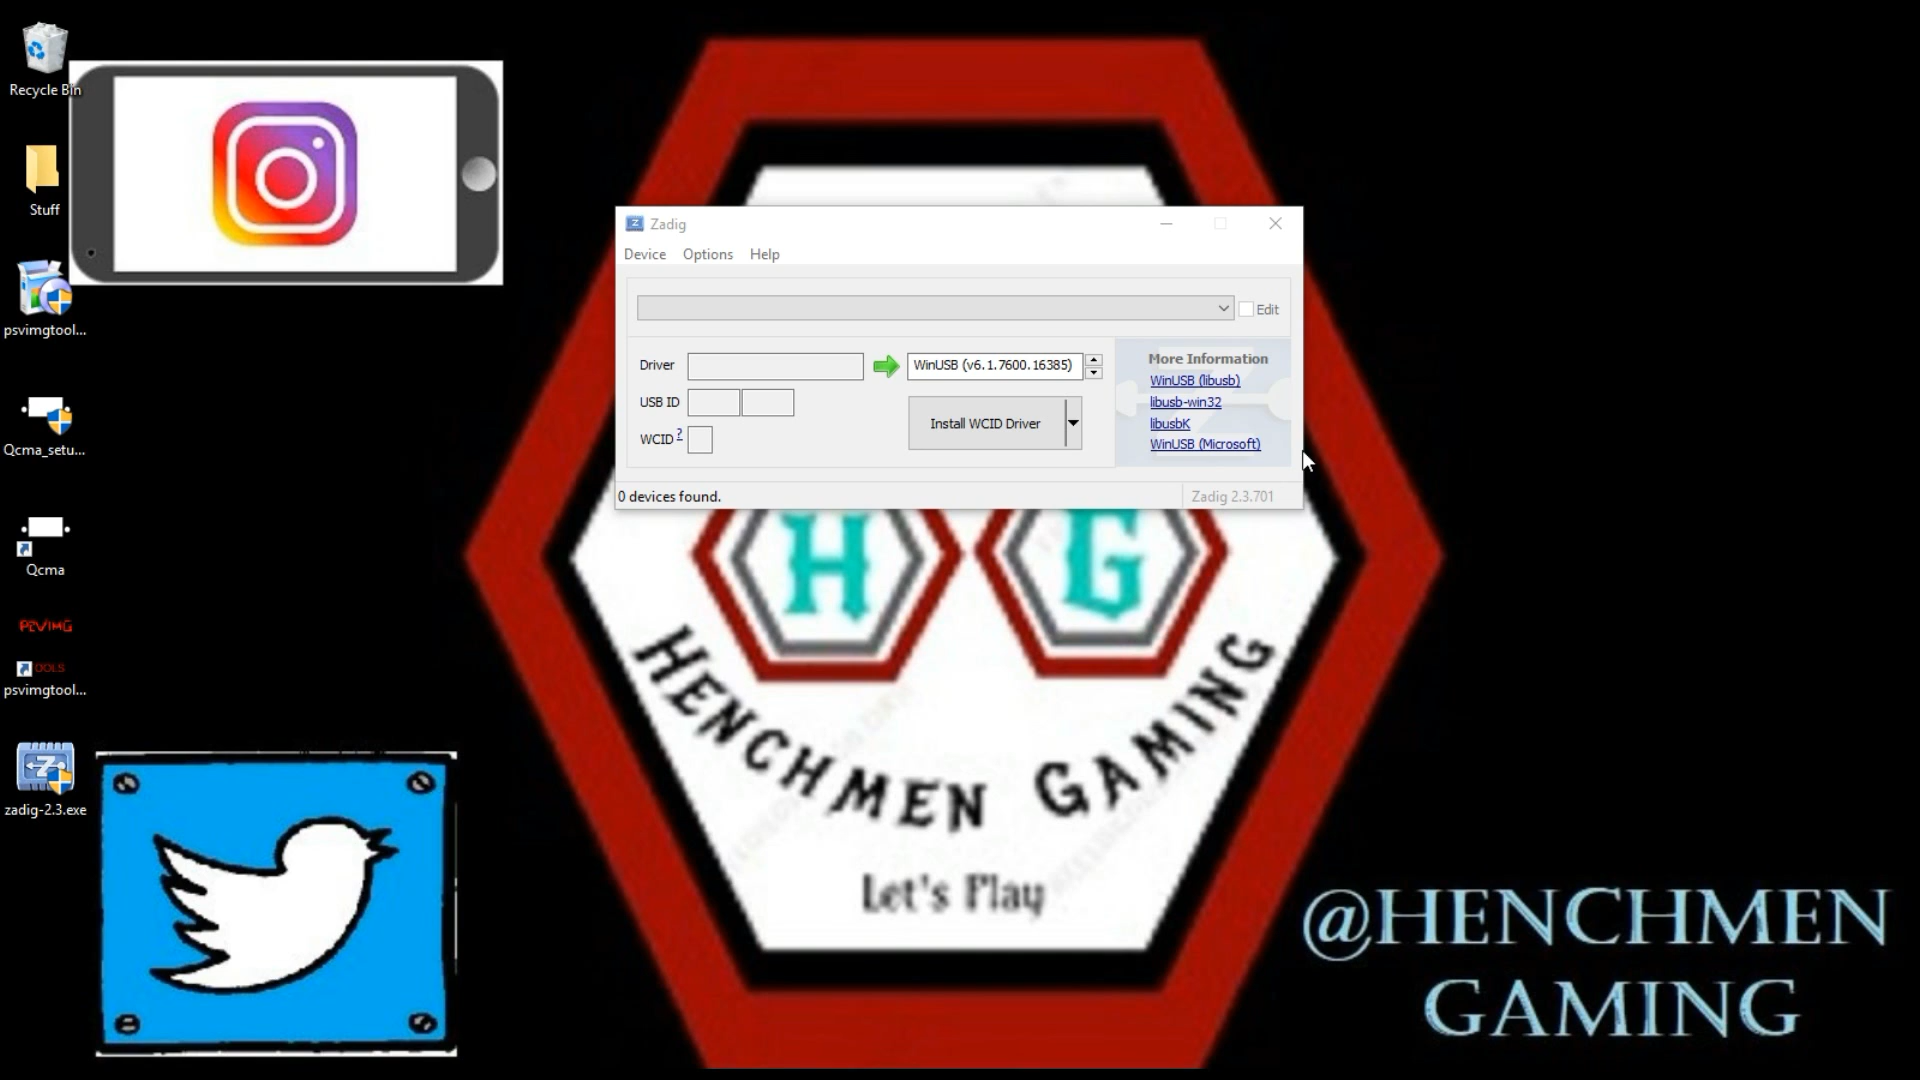 Recycle Bin
Stuff
psvimgtool...
Qcma_setu...
Qcma
PSVIMG
OOLS
psvimgtool...
zadig-2.3.exe
Zadig
Device Options Help
Edit
Driver
WinUSB (v6.1.7600.16385)
USB ID
WCID ?
Install WCID Driver
More Information
WinUSB (libusb)
libusb-win32
libusbK
WinUSB (Microsoft)
0 devices found.
Zadig 2.3.701
H G
HENCHMEN GAMING
Let's Play
@HENCHMEN
GAMING